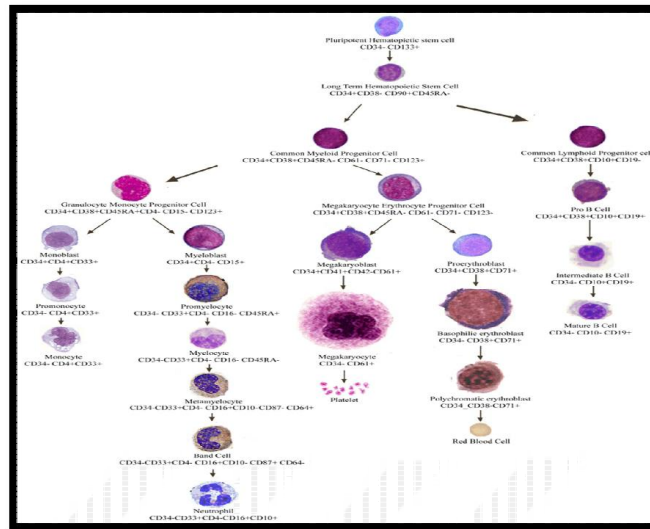 Pluripotent Hematopietic stem cell
CD34- CD133+
Long Term Hematopoietic Stem Cell
CD34+CD38- CD90+CD45RA-
Common Myeloid Progenitor Cell
CD34+CD38+CD45RA- CD61- CD71- CD123+
Common Lymphoid Progenitor cell
CD34+CD38+CD10+CD19-
Granulocyte Monocyte Progenitor Cell
CD34+CD38+CD45RA+CD4- CD15- CD123+
Megakaryocyte Erythrocyte Progenitor Cell
CD34+CD38+CD45RA- CD61- CD71- CD123-
Pro B Cell
CD34+CD38+CD10+CD19+
Monoblast
CD34+CD4+CD33+
Myeloblast
CD34+CD4- CD15+
Megakaryoblast
CD34+CD41+CD42-CD61+
Proerythroblast
CD34+CD38+CD71+
Intermediate B Cell
CD34- CD10+CD19+
Promonocyte
CD34- CD4+CD33+
Promyelocyte
CD34- CD33+CD4- CD16- CD45RA+
Mature B Cell
CD34- CD10- CD19+
Basophilic erythroblast
CD34- CD38+CD71+
Monocyte
CD34- CD4+CD33+
Myelocyte
CD34-CD33+CD4- CD16- CD45RA-
Megakaryocyte
CD34- CD61+
Metamyelocyte
CD34-CD33+CD4- CD16+CD10-CD87- CD64+
Platelet
Polychromatic erythroblast
CD34_CD38-CD71+
Red Blood Cell
Band Cell
CD34-CD33+CD4- CD16+CD10- CD87+ CD64-
Neutrophil
CD34-CD33+CD4-CD16+CD10+